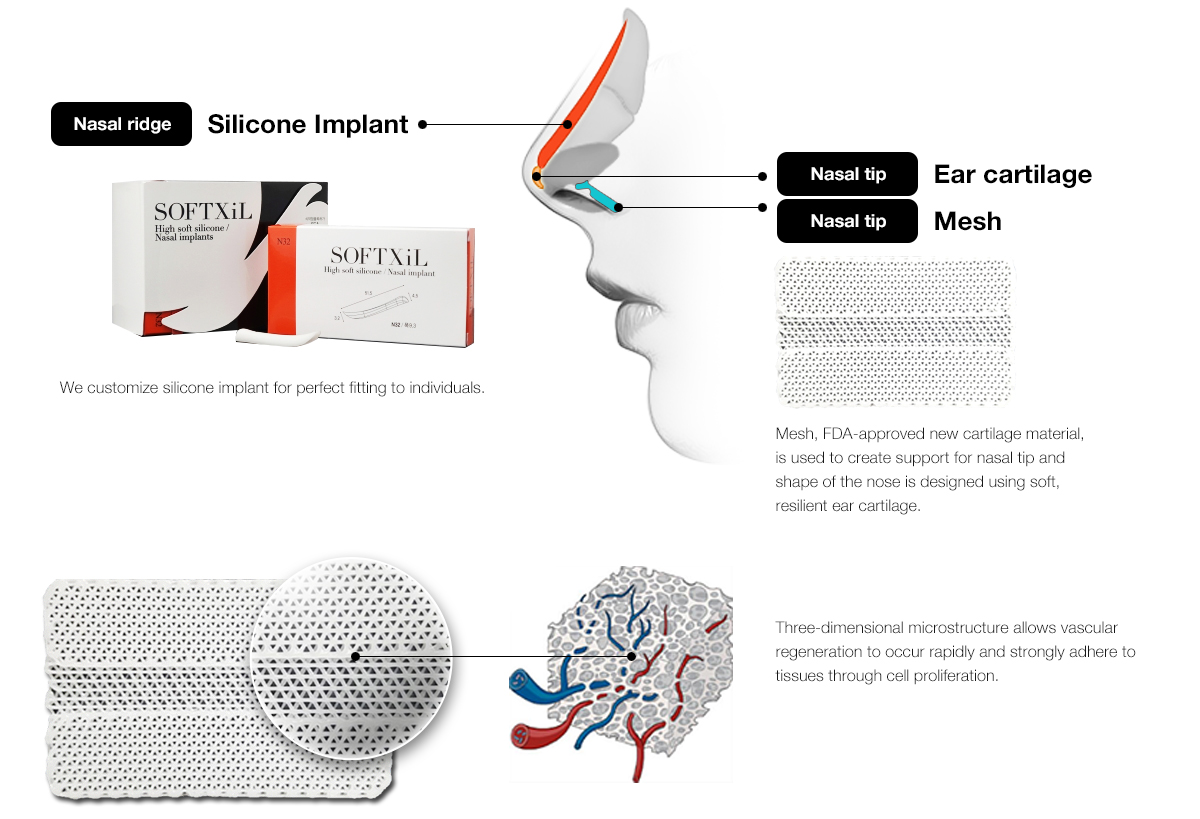 Nasal ridge
Silicone Implant
Nasal tip
Ear cartilage
Nasal tip
Mesh
SOFTXiL
High soft silicone /
Nasal implants
N32
SOFTXiL
High soft silicone / Nasal implant
We customize silicone implant for perfect fitting to individuals.
Mesh, FDA-approved new cartilage material,
is used to create support for nasal tip and
shape of the nose is designed using soft,
resilient ear cartilage.
Three-dimensional microstructure allows vascular
regeneration to occur rapidly and strongly adhere to
tissues through cell proliferation.